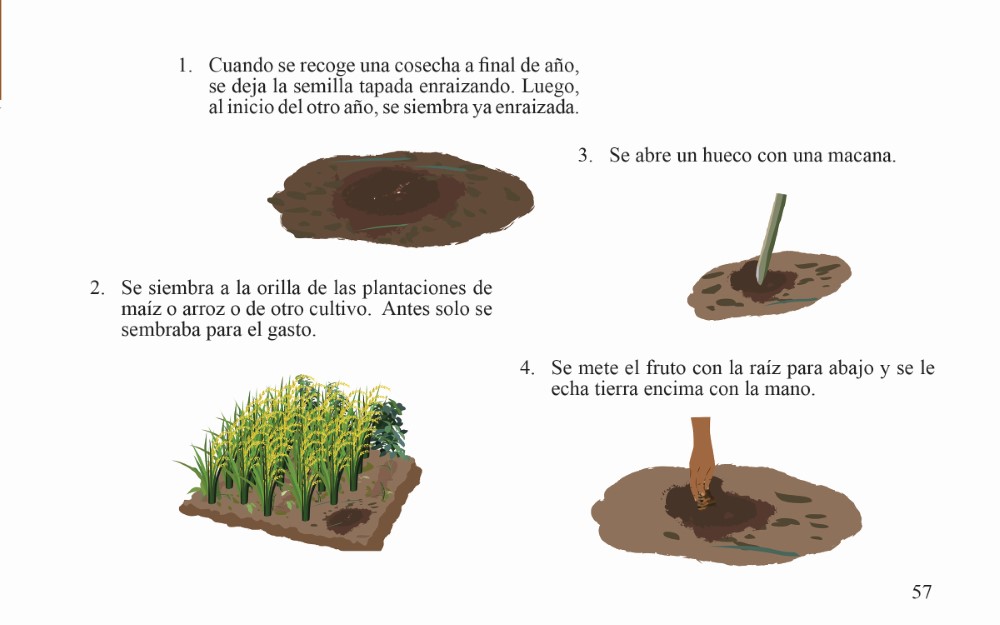 1. Cuando se recoge una cosecha a final de año,
se deja la semilla tapada enraizando. Luego,
al inicio del otro año, se siembra ya enraizada.
2. Se siembra a la orilla de las plantaciones de
maíz o arroz o de otro cultivo. Antes solo se
sembraba para el gasto.
3. Se abre un hueco con una macana.
4. Se mete el fruto con la raíz para abajo y se le
echa tierra encima con la mano.
57